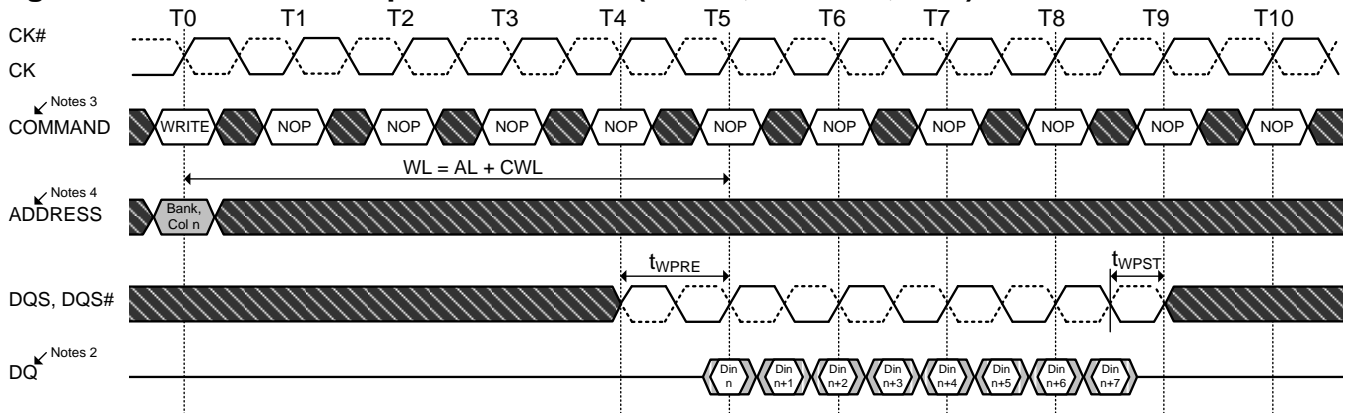 T0 T1 T2 T3 T4 T5 T6 T7 T8 T9 T10
CK#
CK
Notes 3
COMMAND
WRITE NOP NOP NOP NOP NOP NOP NOP NOP NOP NOP
WL = AL + CWL
Notes 4
ADDRESS
Bank,
Col n
tWPRE
tWPST
DQS, DQS#
Notes 2
DQ
Din Din Din Din Din Din Din Din
n n+1 n+2 n+3 n+4 n+5 n+6 n+7